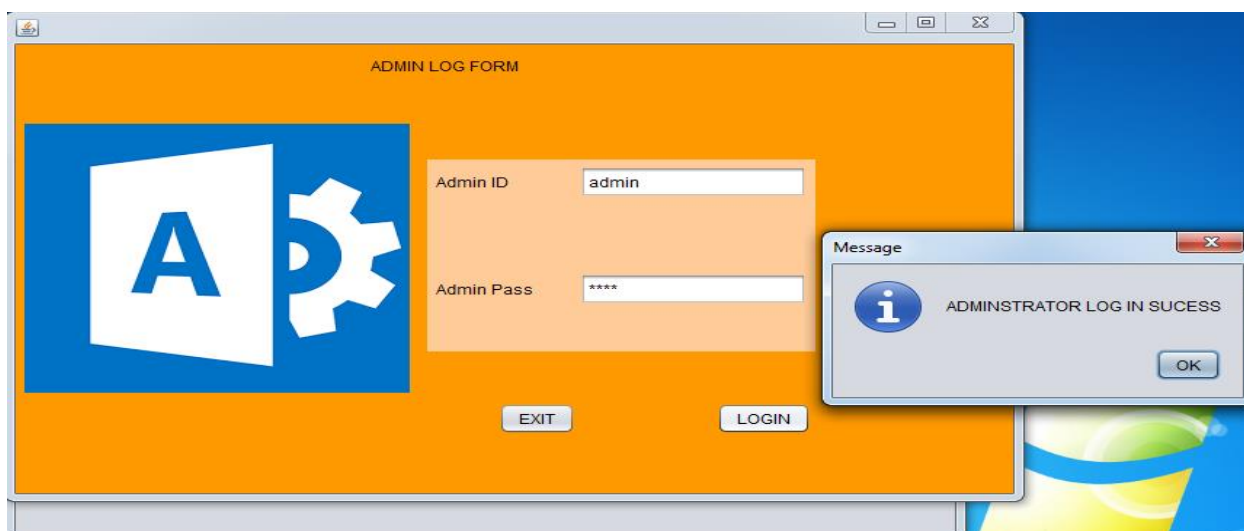 ADMIN LOG FORM
A
Admin ID
admin
Admin Pass
****
EXIT
LOGIN
Message
i
ADMINSTRATOR LOG IN SUCESS
OK